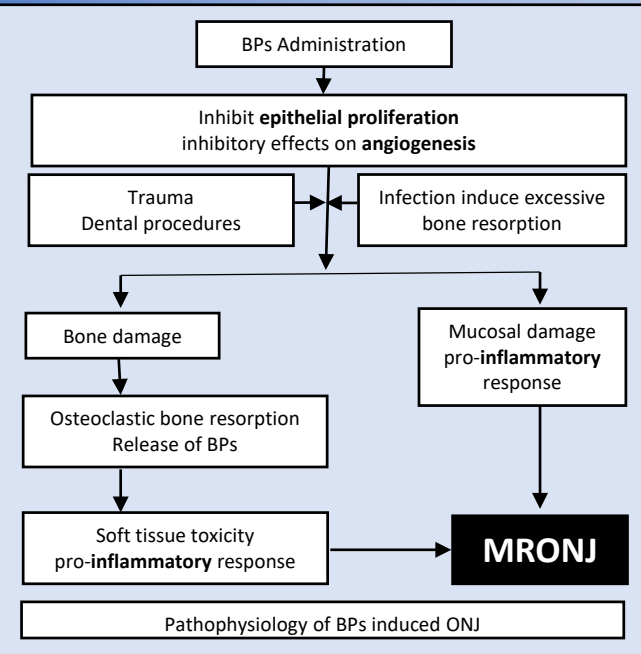 BPs Administration
Inhibit epithelial proliferation
inhibitory effects on angiogenesis
Trauma
Dental procedures
Infection induce excessive
bone resorption
Bone damage
Mucosal damage
pro-inflammatory
response
Osteoclastic bone resorption
Release of BPs
Soft tissue toxicity
pro-inflammatory response
MRONJ
Pathophysiology of BPs induced ONJ